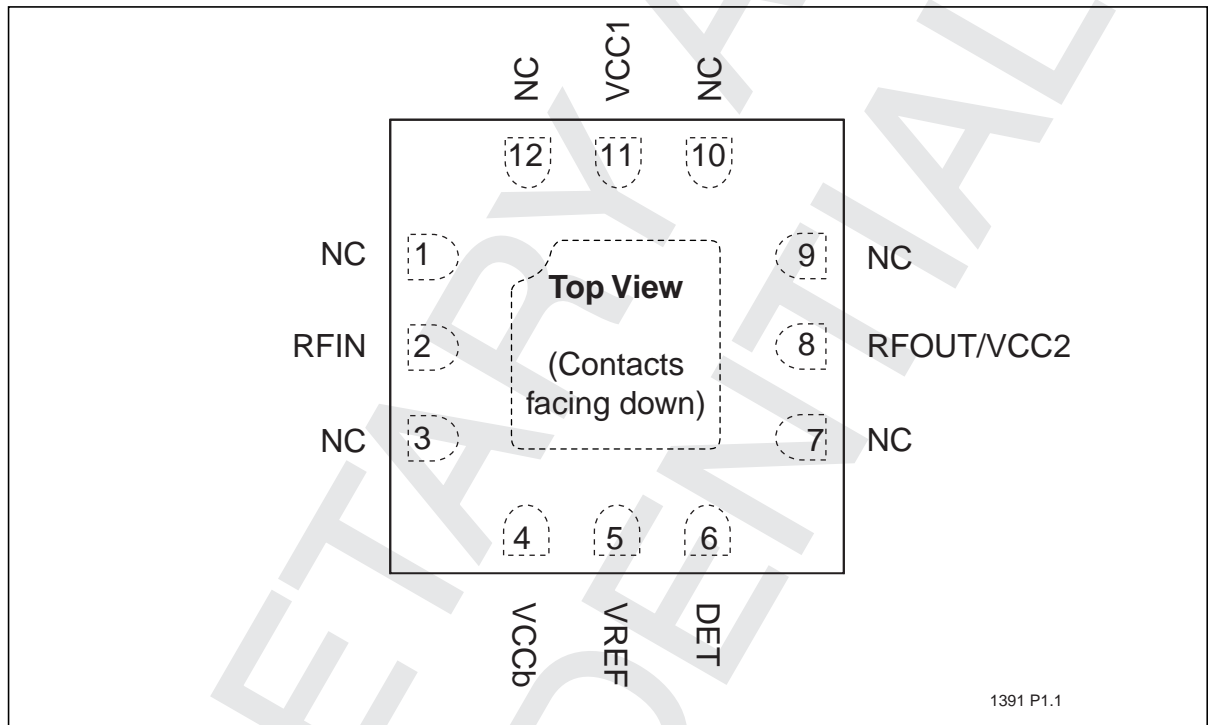 NC VCC1 NC
12 11 10
NC 1 9 NC
Top View
RFIN 2 8 RFOUT/VCC2
(Contacts
facing down)
NC 3 7 NC
4 5 6
VCCb VREF DET
1391 P1.1